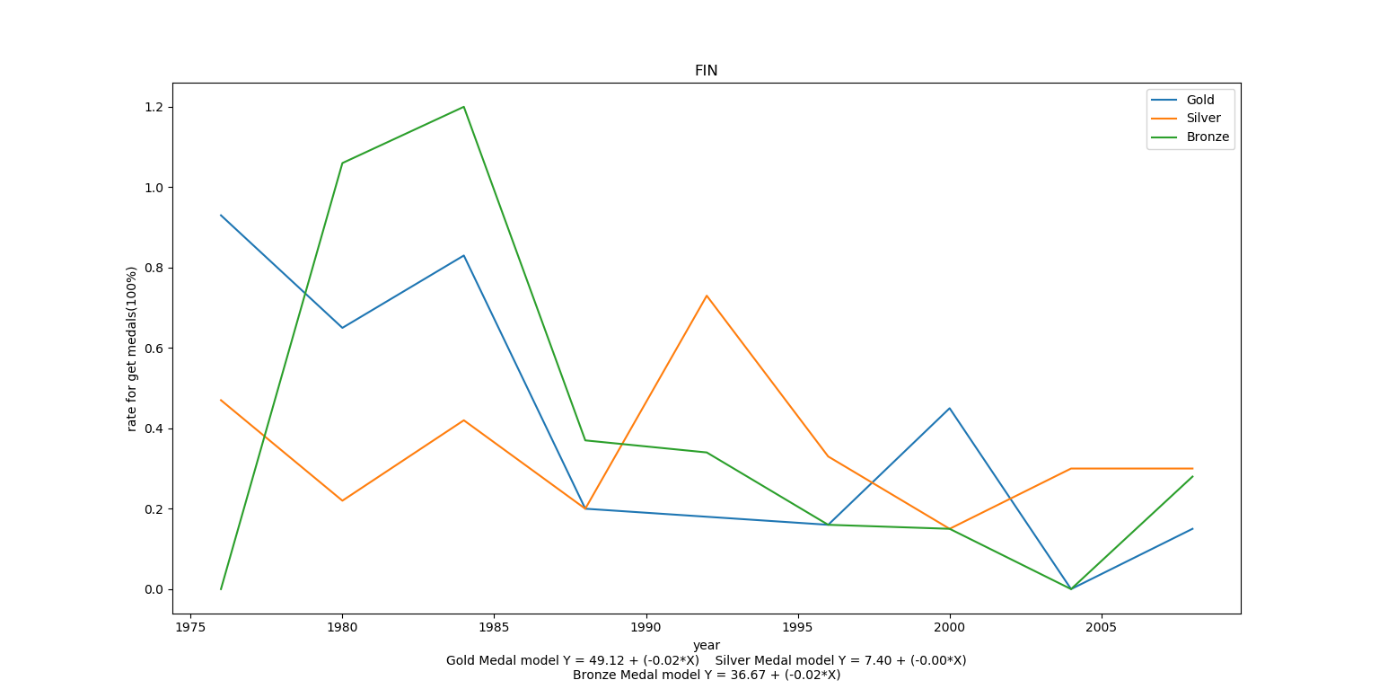 FIN
Gold
Silver
Bronze
rate for get medals(100%)
1.2
1.0
0.8
0.6
0.4
0.2
0.0
1975 1980 1985 1990 1995 2000 2005
year
Gold Medal model Y = 49.12 + (-0.02*X) Silver Medal model Y = 7.40 + (-0.00*X)
Bronze Medal model Y = 36.67 + (-0.02*X)